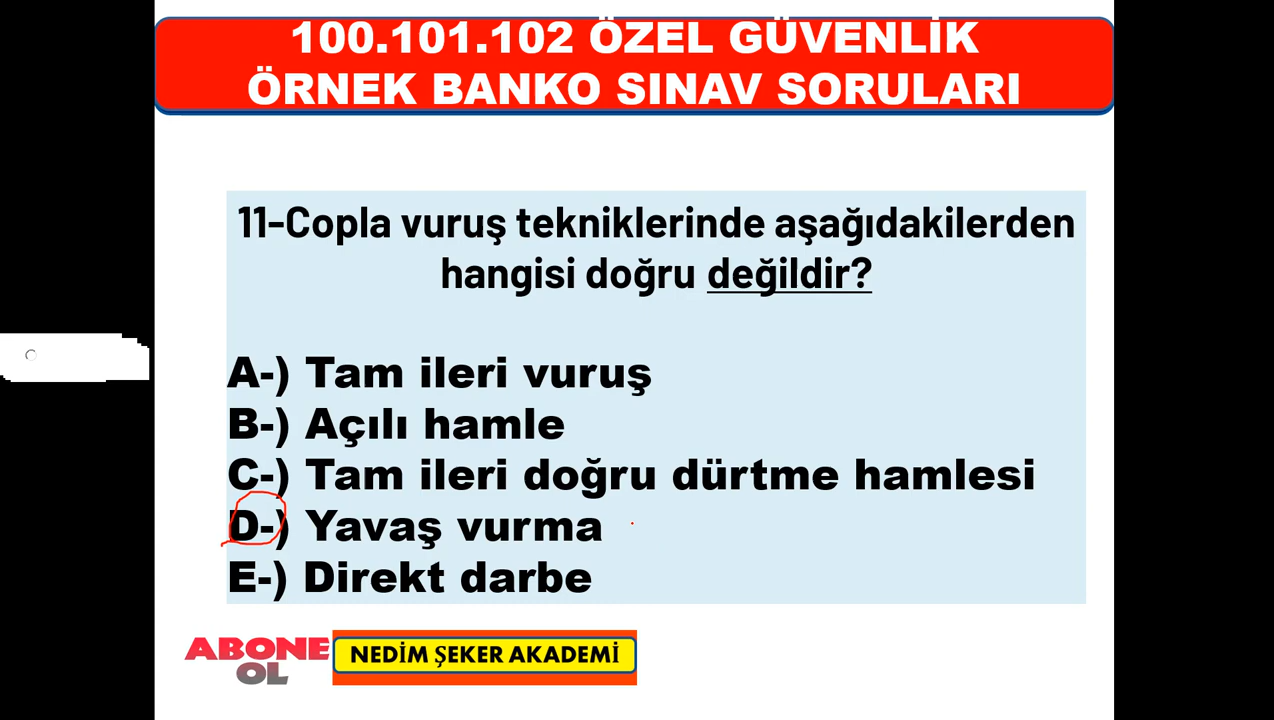 100.101.102 ÖZEL GÜVENLİK
ÖRNEK BANKO SINAV SORULARI
11-Copla vuruş tekniklerinde aşağıdakilerden
hangisi doğru değildir?
A-) Tam ileri vuruş
B-) Açılı hamle
C-) Tam ileri doğru dürtme hamlesi
D-) Yavaş vurma
E-) Direkt darbe
ABONE
OL
NEDİM ŞEKER AKADEMİ